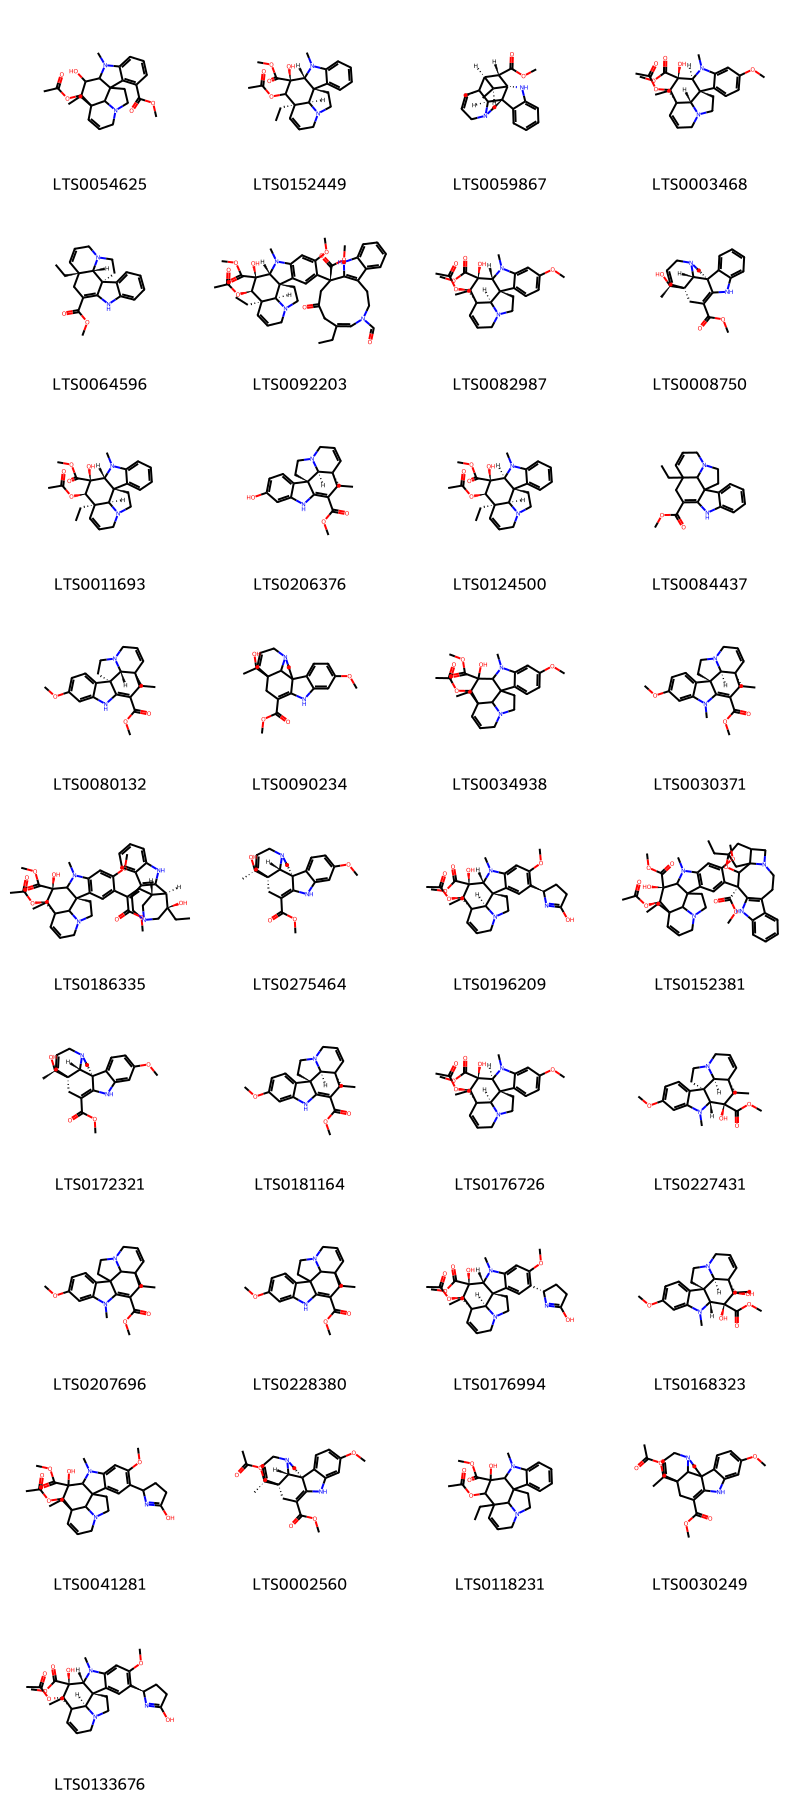 LTS0054625 LTS0152449 LTS0059867 LTS0003468
LTS0064596 LTS0092203 LTS0082987 LTS0008750
LTS0011693 LTS0206376 LTS0124500 LTS0084437
LTS0080132 LTS0090234 LTS0034938 LTS0030371
LTS0186335 LTS0275464 LTS0196209 LTS0152381
LTS0172321 LTS0181164 LTS0176726 LTS0227431
LTS0207696 LTS0228380 LTS0176994 LTS0168323
LTS0041281 LTS0002560 LTS0118231 LTS0030249
LTS0133676